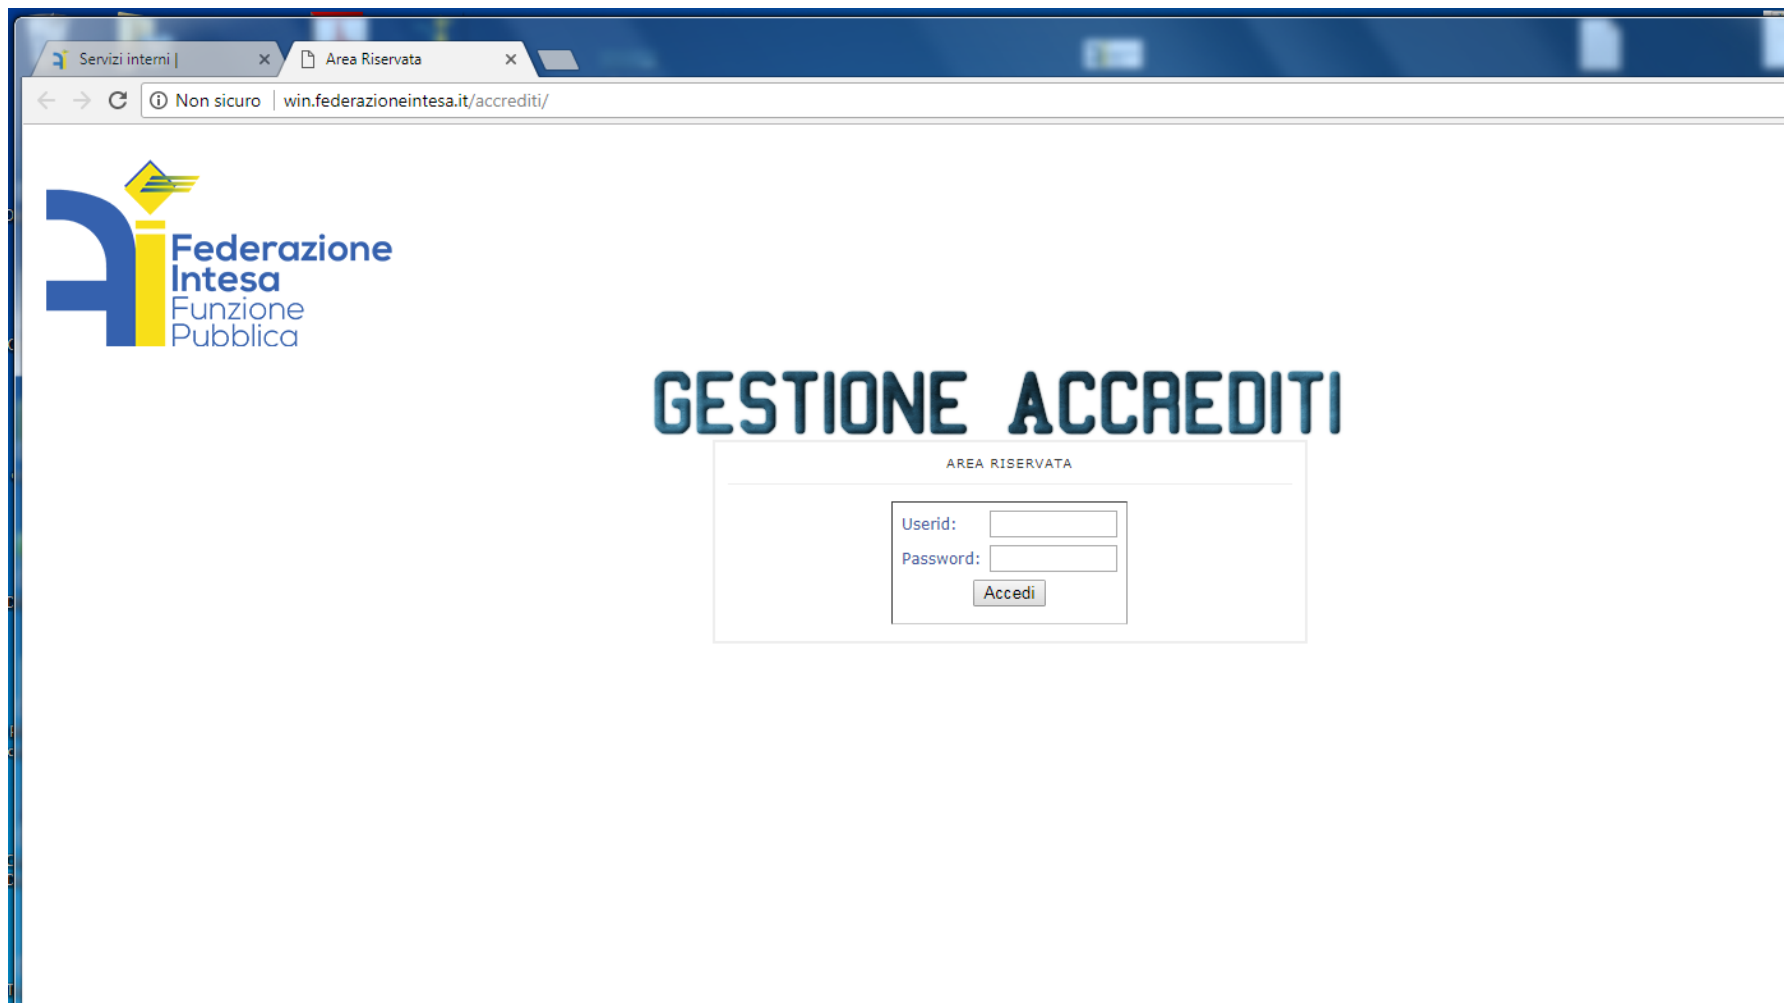 Servizi interni |
Area Riservata
Non sicuro
win.federazioneintesa.it/accrediti/
Federazione
Intesa
Funzione
Pubblica
GESTIONE ACCREDITI
AREA RISERVATA
Userid:
Password:
Accedi